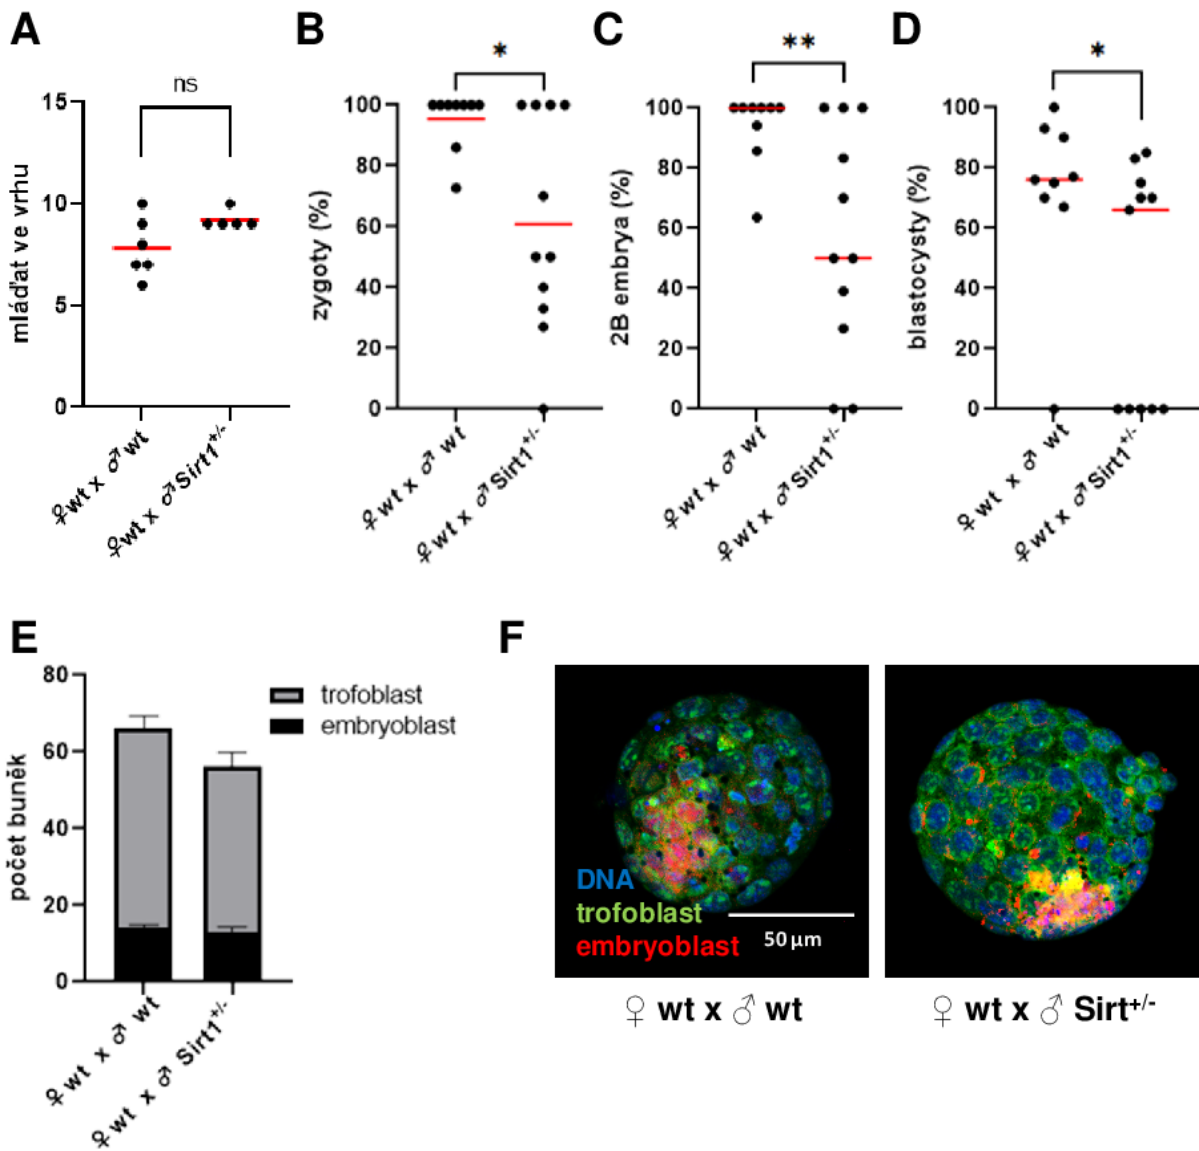 A
ns
mláďat ve vrhu
15
10
5
0
♀wt x ♂ wt
♀wt x ♂Sirt1+/-
B
*
zygoty (%)
100
80
60
40
20
0
♀wt x ♂ wt
♀wt x ♂Sirt1+/-
C
**
2B embrya (%)
100
80
60
40
20
0
♀wt x ♂ wt
♀wt x ♂Sirt1+/-
D
*
blastocysty (%)
100
80
60
40
20
0
♀wt x ♂ wt
♀wt x ♂Sirt1+/-
E
počet buněk
80
60
40
20
0
trofoblast
embryoblast
♀wt x ♂ wt
♀wt x ♂ Sirt1+/-
F
DNA
trofoblast
embryoblast
50 µm
♀ wt x ♂ wt
♀ wt x ♂ Sirt+/-